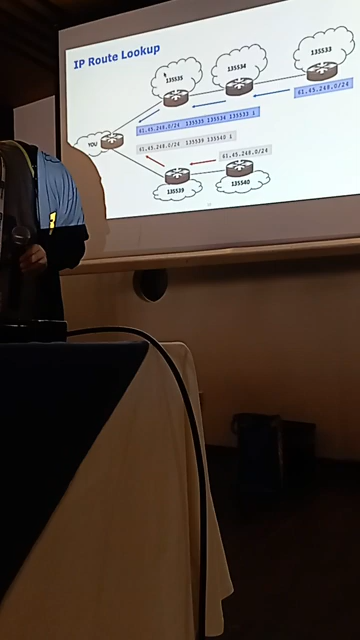 IP Route Lookup
135533
135534
135535
61.45.248.0/24
61.45.248.0/24 135535 135534 135533 i
YOU
61.45.248.0/24 135539 135540 i
61.45.248.0/24
135539
135540